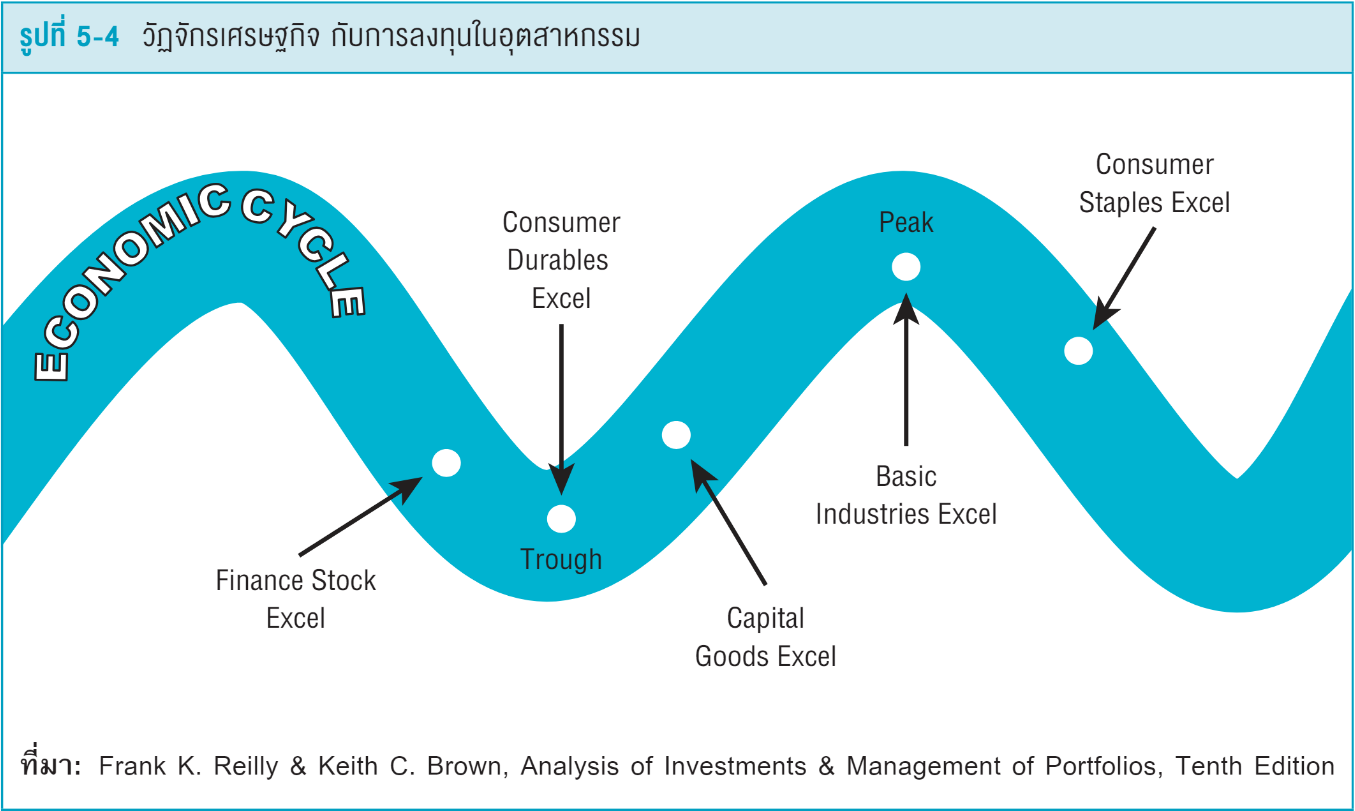 รูปที่ 5-4 วัฏจักรเศรษฐกิจ กับการลงทุนในอุตสาหกรรม
ECONOMIC CYCLE
Consumer
Durables
Excel
Peak
Consumer
Staples Excel
Finance Stock
Excel
Trough
Capital
Goods Excel
Basic
Industries Excel
ที่มา: Frank K. Reilly & Keith C. Brown, Analysis of Investments & Management of Portfolios, Tenth Edition